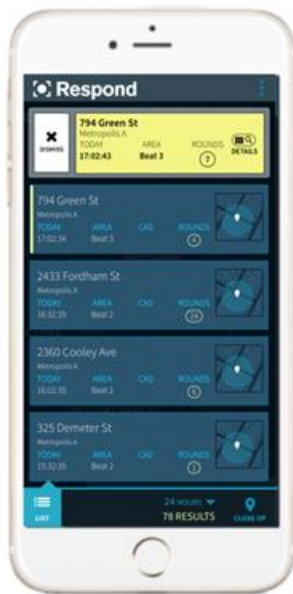 Respond
794 Green St
Metropolis A
TODAY AREA ROUNDS
17:02:43 Beat 3 7 DETAILS
DISMISS
794 Green St
Metropolis A
TODAY AREA CAD ROUNDS
17:02:34 Beat 3 4
2433 Fordham St
Metropolis A
TODAY AREA CAD ROUNDS
16:32:35 Beat 2 24
2360 Cooley Ave
Metropolis A
TODAY AREA CAD ROUNDS
16:02:35 Beat 2 6
325 Demeter St
Metropolis A
TODAY AREA CAD ROUNDS
15:32:35 Beat 2 1
24 HOURS
LIST 78 RESULTS CLOSE UP